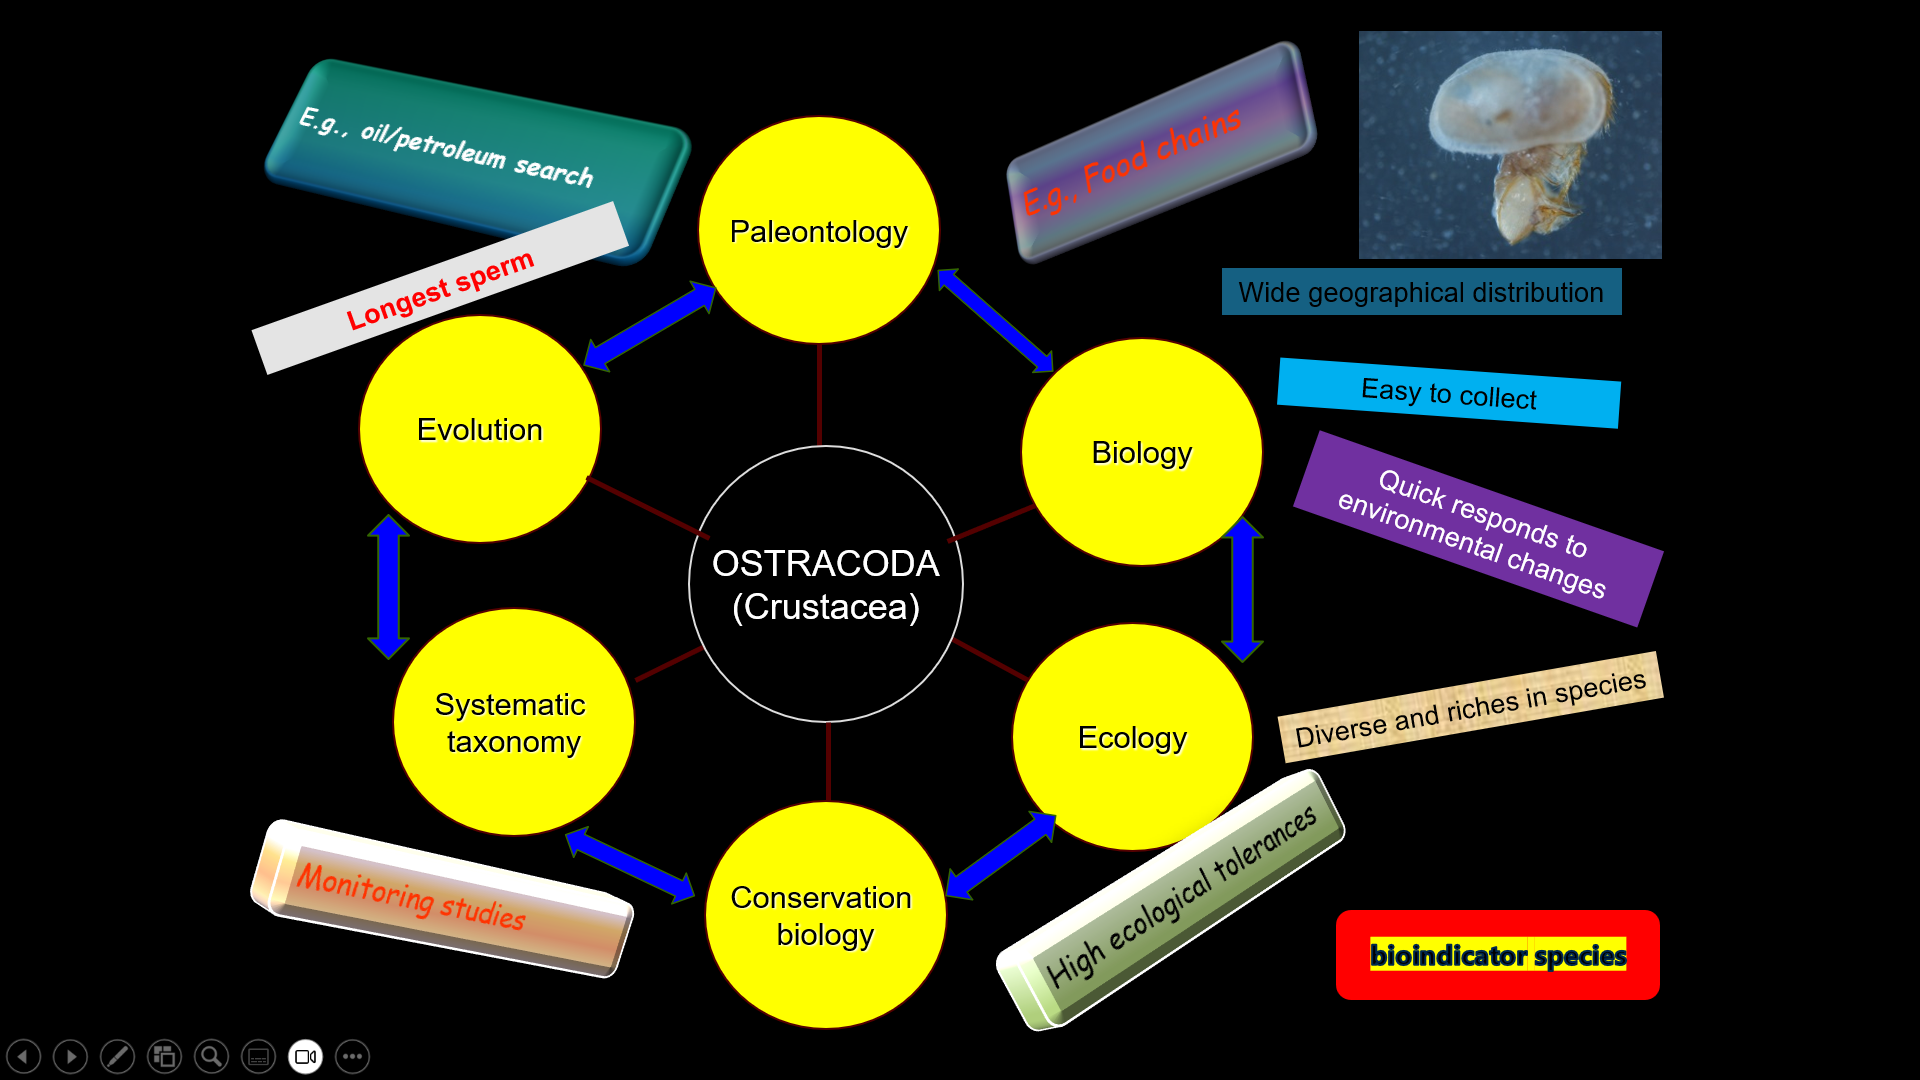 E.g., oil/petroleum search
E.g., Food chains
Longest sperm
Paleontology
Wide geographical distribution
Evolution
Easy to collect
Biology
Quick responds to
environmental changes
OSTRACODA
(Crustacea)
Systematic
taxonomy
Ecology
Diverse and riches in species
Monitoring studies
Conservation
biology
High ecological tolerances
bioindicator species